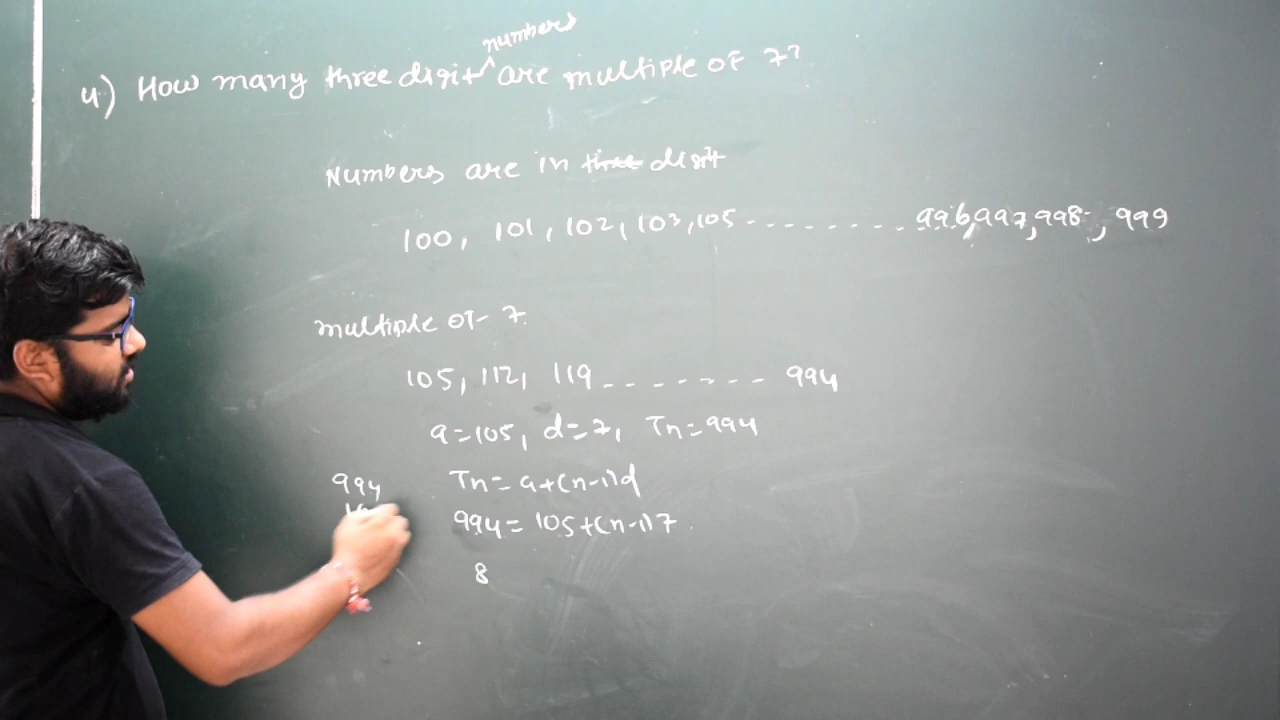 4) How many three digit numbers are multiple of 7?
Numbers are in three digit
100, 101, 102, 103, 105 - - - - - - - - 996, 997, 998, 999
multiple of 7.
105, 112, 119 - - - - - - - 994
a=105, d=7, Tn=994
Tn=a+(n-1)d
994
994=105+(n-1)7
8